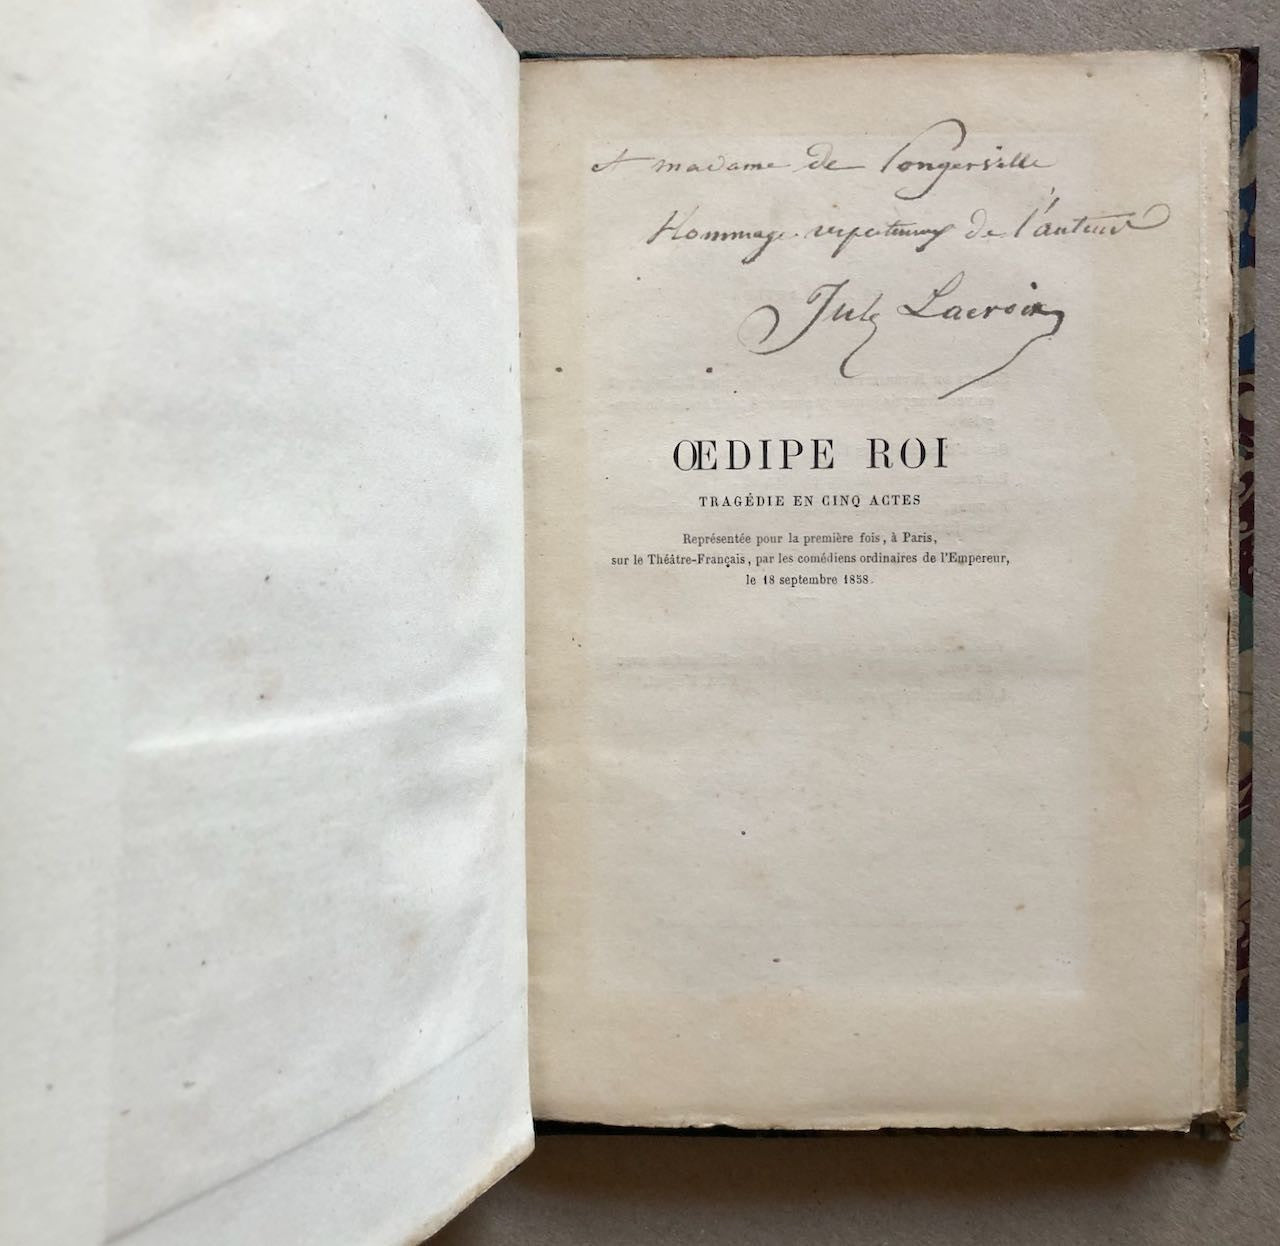 A madame de Pongerville
Hommage respectueux de l'auteur
Jules Lacroix
ŒDIPE ROI
TRAGÉDIE EN CINQ ACTES
Représentée pour la première fois, à Paris,
sur le Théâtre-Français, par les comédiens ordinaires de l'Empereur,
le 18 septembre 1858.